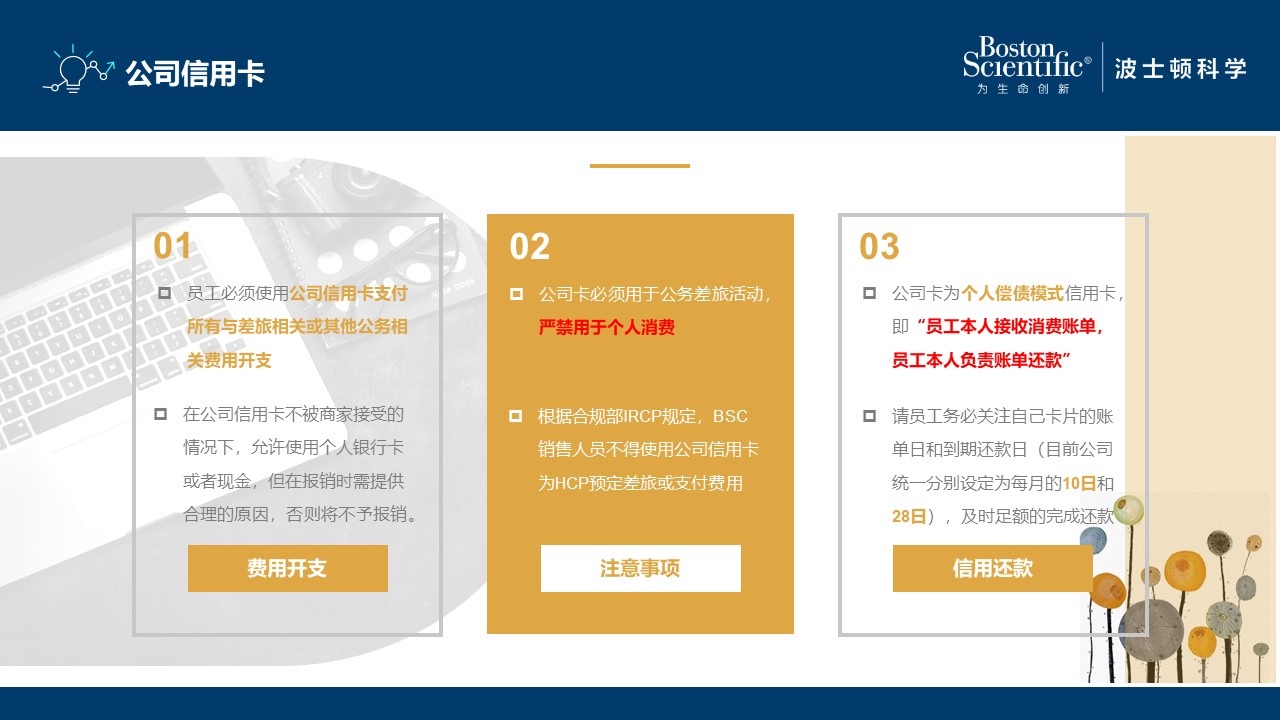 公司信用卡
Boston
Scientific®
为生命创新
波士顿科学
01
员工必须使用公司信用卡支付
所有与差旅相关或其他公务相
关费用开支
在公司信用卡不被商家接受的
情况下，允许使用个人银行卡
或者现金，但在报销时需提供
合理的原因，否则将不予报销。
费用开支
02
公司卡必须用于公务差旅活动，
严禁用于个人消费
根据合规部IRCP规定，BSC
销售人员不得使用公司信用卡
为HCP预定差旅或支付费用
注意事项
03
公司卡为个人偿债模式信用卡，
即“员工本人接收消费账单，
员工本人负责账单还款”
请员工务必关注自己卡片的账
单日和到期还款日（目前公司
统一分别设定为每月的10日和
28日），及时足额的完成还款
信用还款